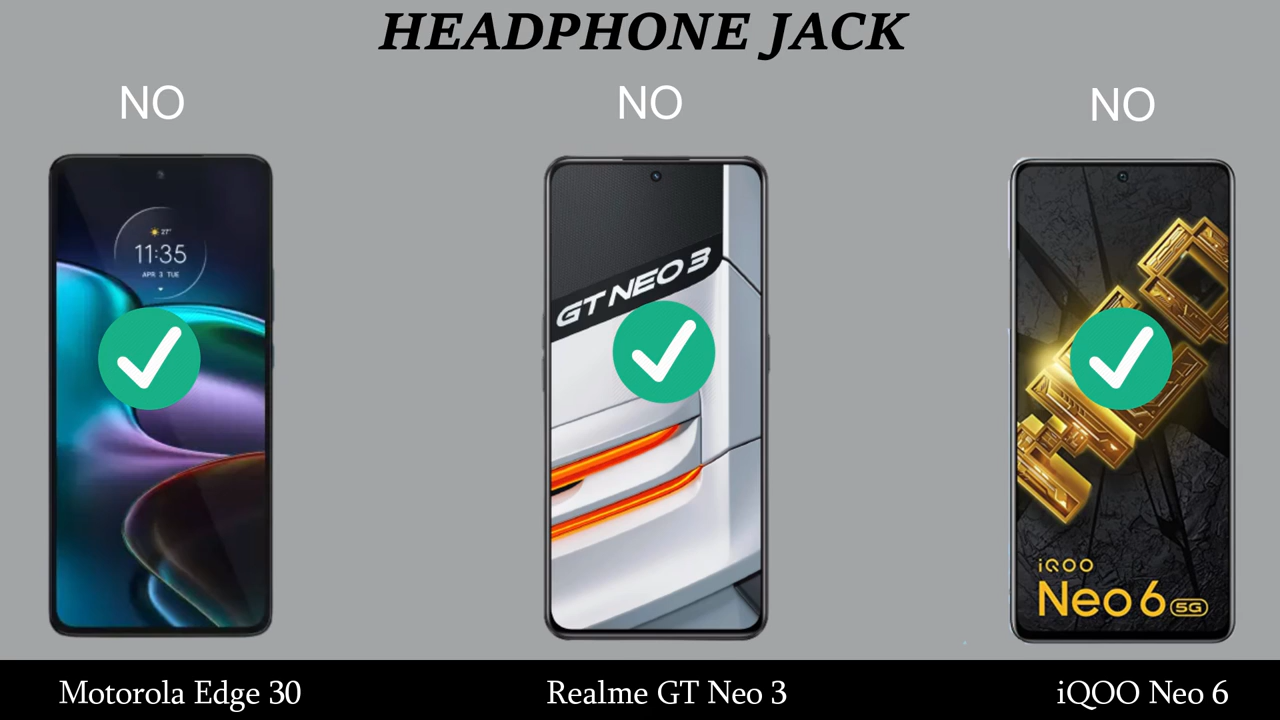 HEADPHONE JACK
NO
NO
NO
27°
11:35
APR 3 TUE
GT NEO 3
iQOO
Neo 6 5G
Motorola Edge 30
Realme GT Neo 3
iQOO Neo 6